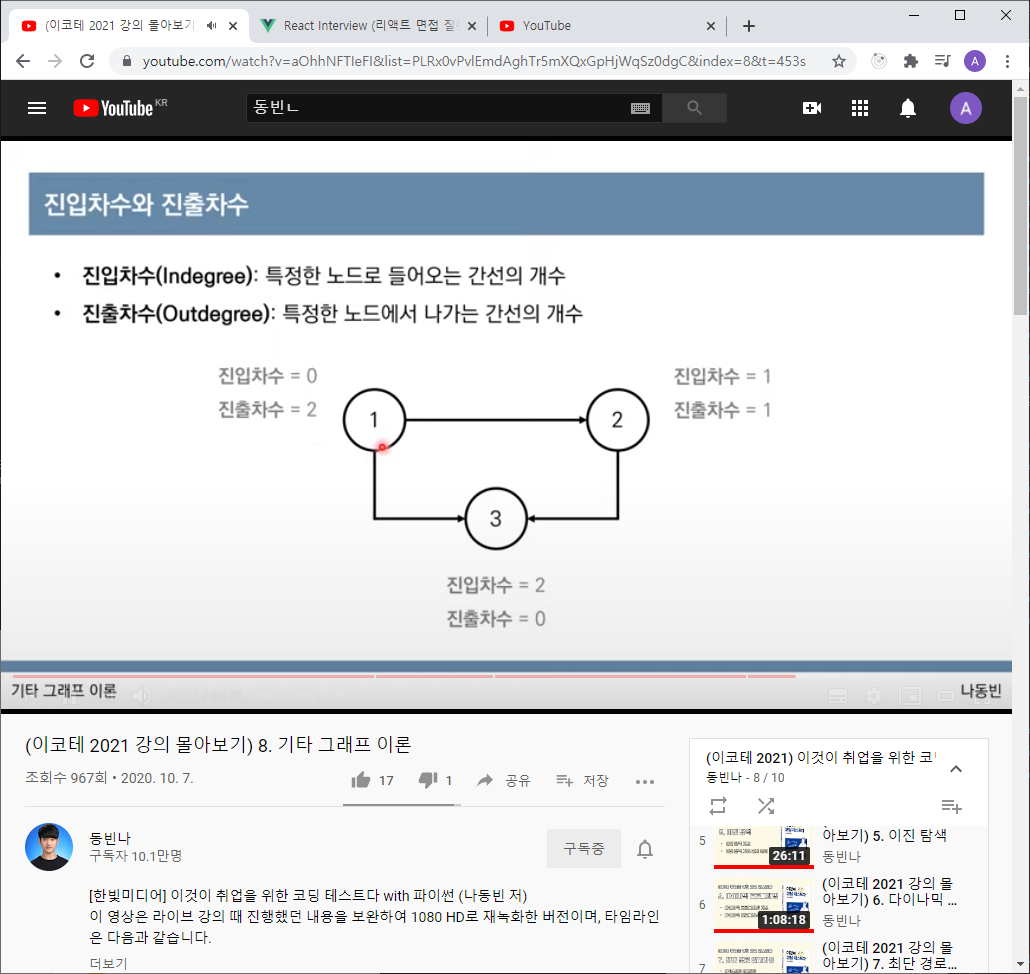 (이코테 2021 강의 몰아보기
React Interview (리액트 면접 질
YouTube
youtube.com/watch?v=aOhhNFTIeFI&list=PLRx0vPvlEmdAghTr5mXQxGpHjWqSz0dgC&index=8&t=453s
A
YouTube KR
동빈ㄴ
A
진입차수와 진출차수
• 진입차수(Indegree): 특정한 노드로 들어오는 간선의 개수
• 진출차수(Outdegree): 특정한 노드에서 나가는 간선의 개수
진입차수 = 0
진출차수 = 2
진입차수 = 1
진출차수 = 1
1
2
3
진입차수 = 2
진출차수 = 0
기타 그래프 이론
나동빈
(이코테 2021 강의 몰아보기) 8. 기타 그래프 이론
조회수 967회 • 2020. 10. 7.
17
1
공유
저장
동빈나
구독자 10.1만명
구독중
[한빛미디어] 이것이 취업을 위한 코딩 테스트다 with 파이썬 (나동빈 저)
이 영상은 라이브 강의 때 진행했던 내용을 보완하여 1080 HD로 재녹화한 버전이며, 타임라인
은 다음과 같습니다.
더보기
(이코테 2021) 이것이 취업을 위한 코
동빈나 - 8 / 10
5
26:11
아보기) 5. 이진 탐색
동빈나
6
1:08:18
(이코테 2021 강의 몰
아보기) 6. 다이나믹 ...
동빈나
7
(이코테 2021 강의 몰
아보기) 7. 최단 경로...